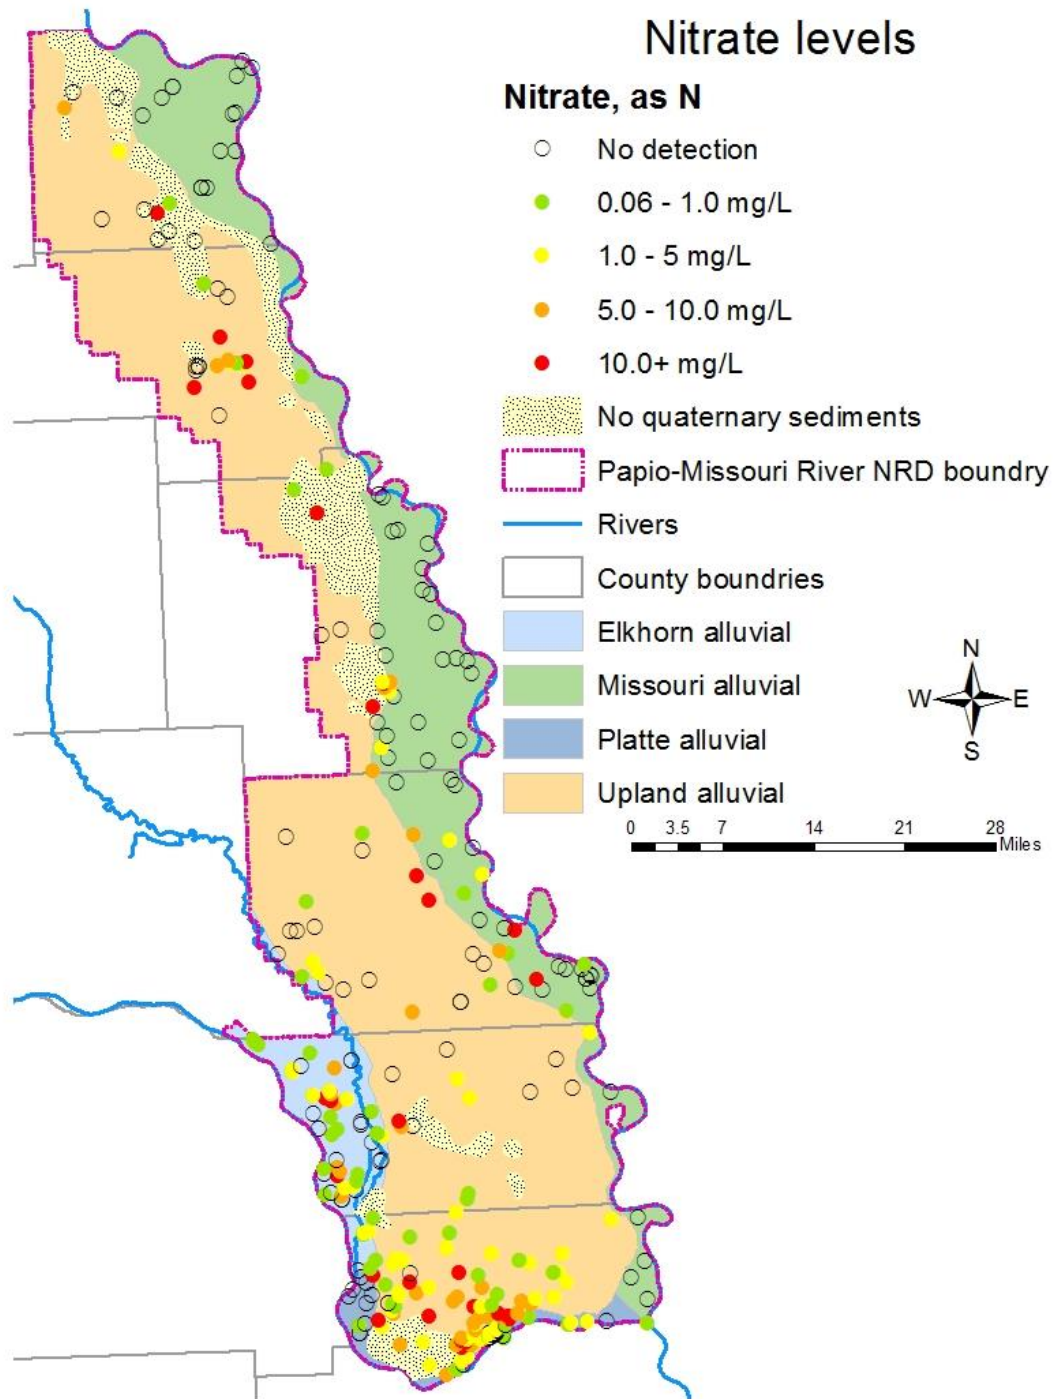 Nitrate levels
Nitrate, as N
No detection
0.06 - 1.0 mg/L
1.0 - 5 mg/L
5.0 - 10.0 mg/L
10.0+ mg/L
No quaternary sediments
Papio-Missouri River NRD boundry
Rivers
County boundries
Elkhorn alluvial
Missouri alluvial
Platte alluvial
Upland alluvial
N
W E
S
0 3.5 7 14 21 28
Miles